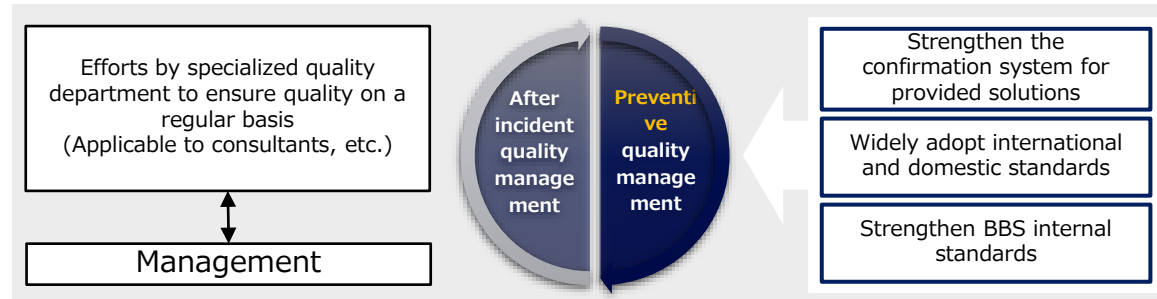 Efforts by specialized quality
department to ensure quality on a
regular basis
(Applicable to consultants, etc.)
Management
After
incident
quality
manage
ment
Preventi
ve
quality
manage
ment
Strengthen the
confirmation system for
provided solutions
Widely adopt international
and domestic standards
Strengthen BBS internal
standards